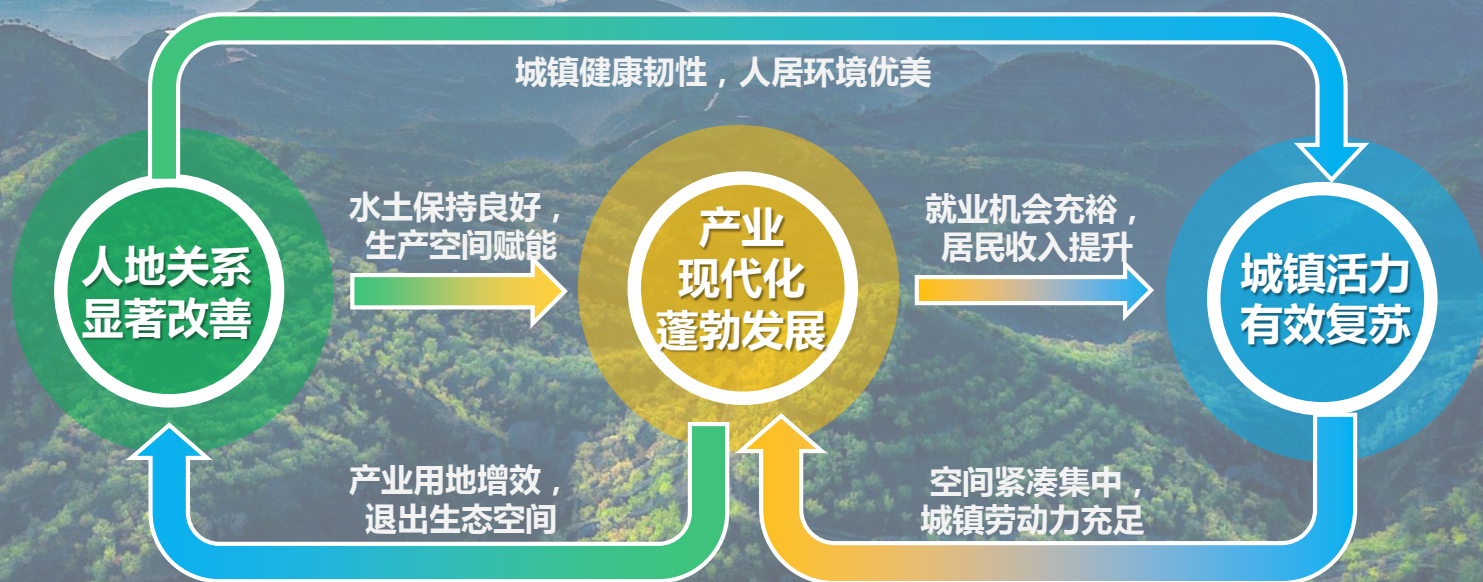 城镇健康韧性，人居环境优美
人地关系
显著改善
水土保持良好，
生产空间赋能
产业
现代化
蓬勃发展
就业机会充裕，
居民收入提升
城镇活力
有效复苏
产业用地增效，
退出生态空间
空间紧凑集中，
城镇劳动力充足